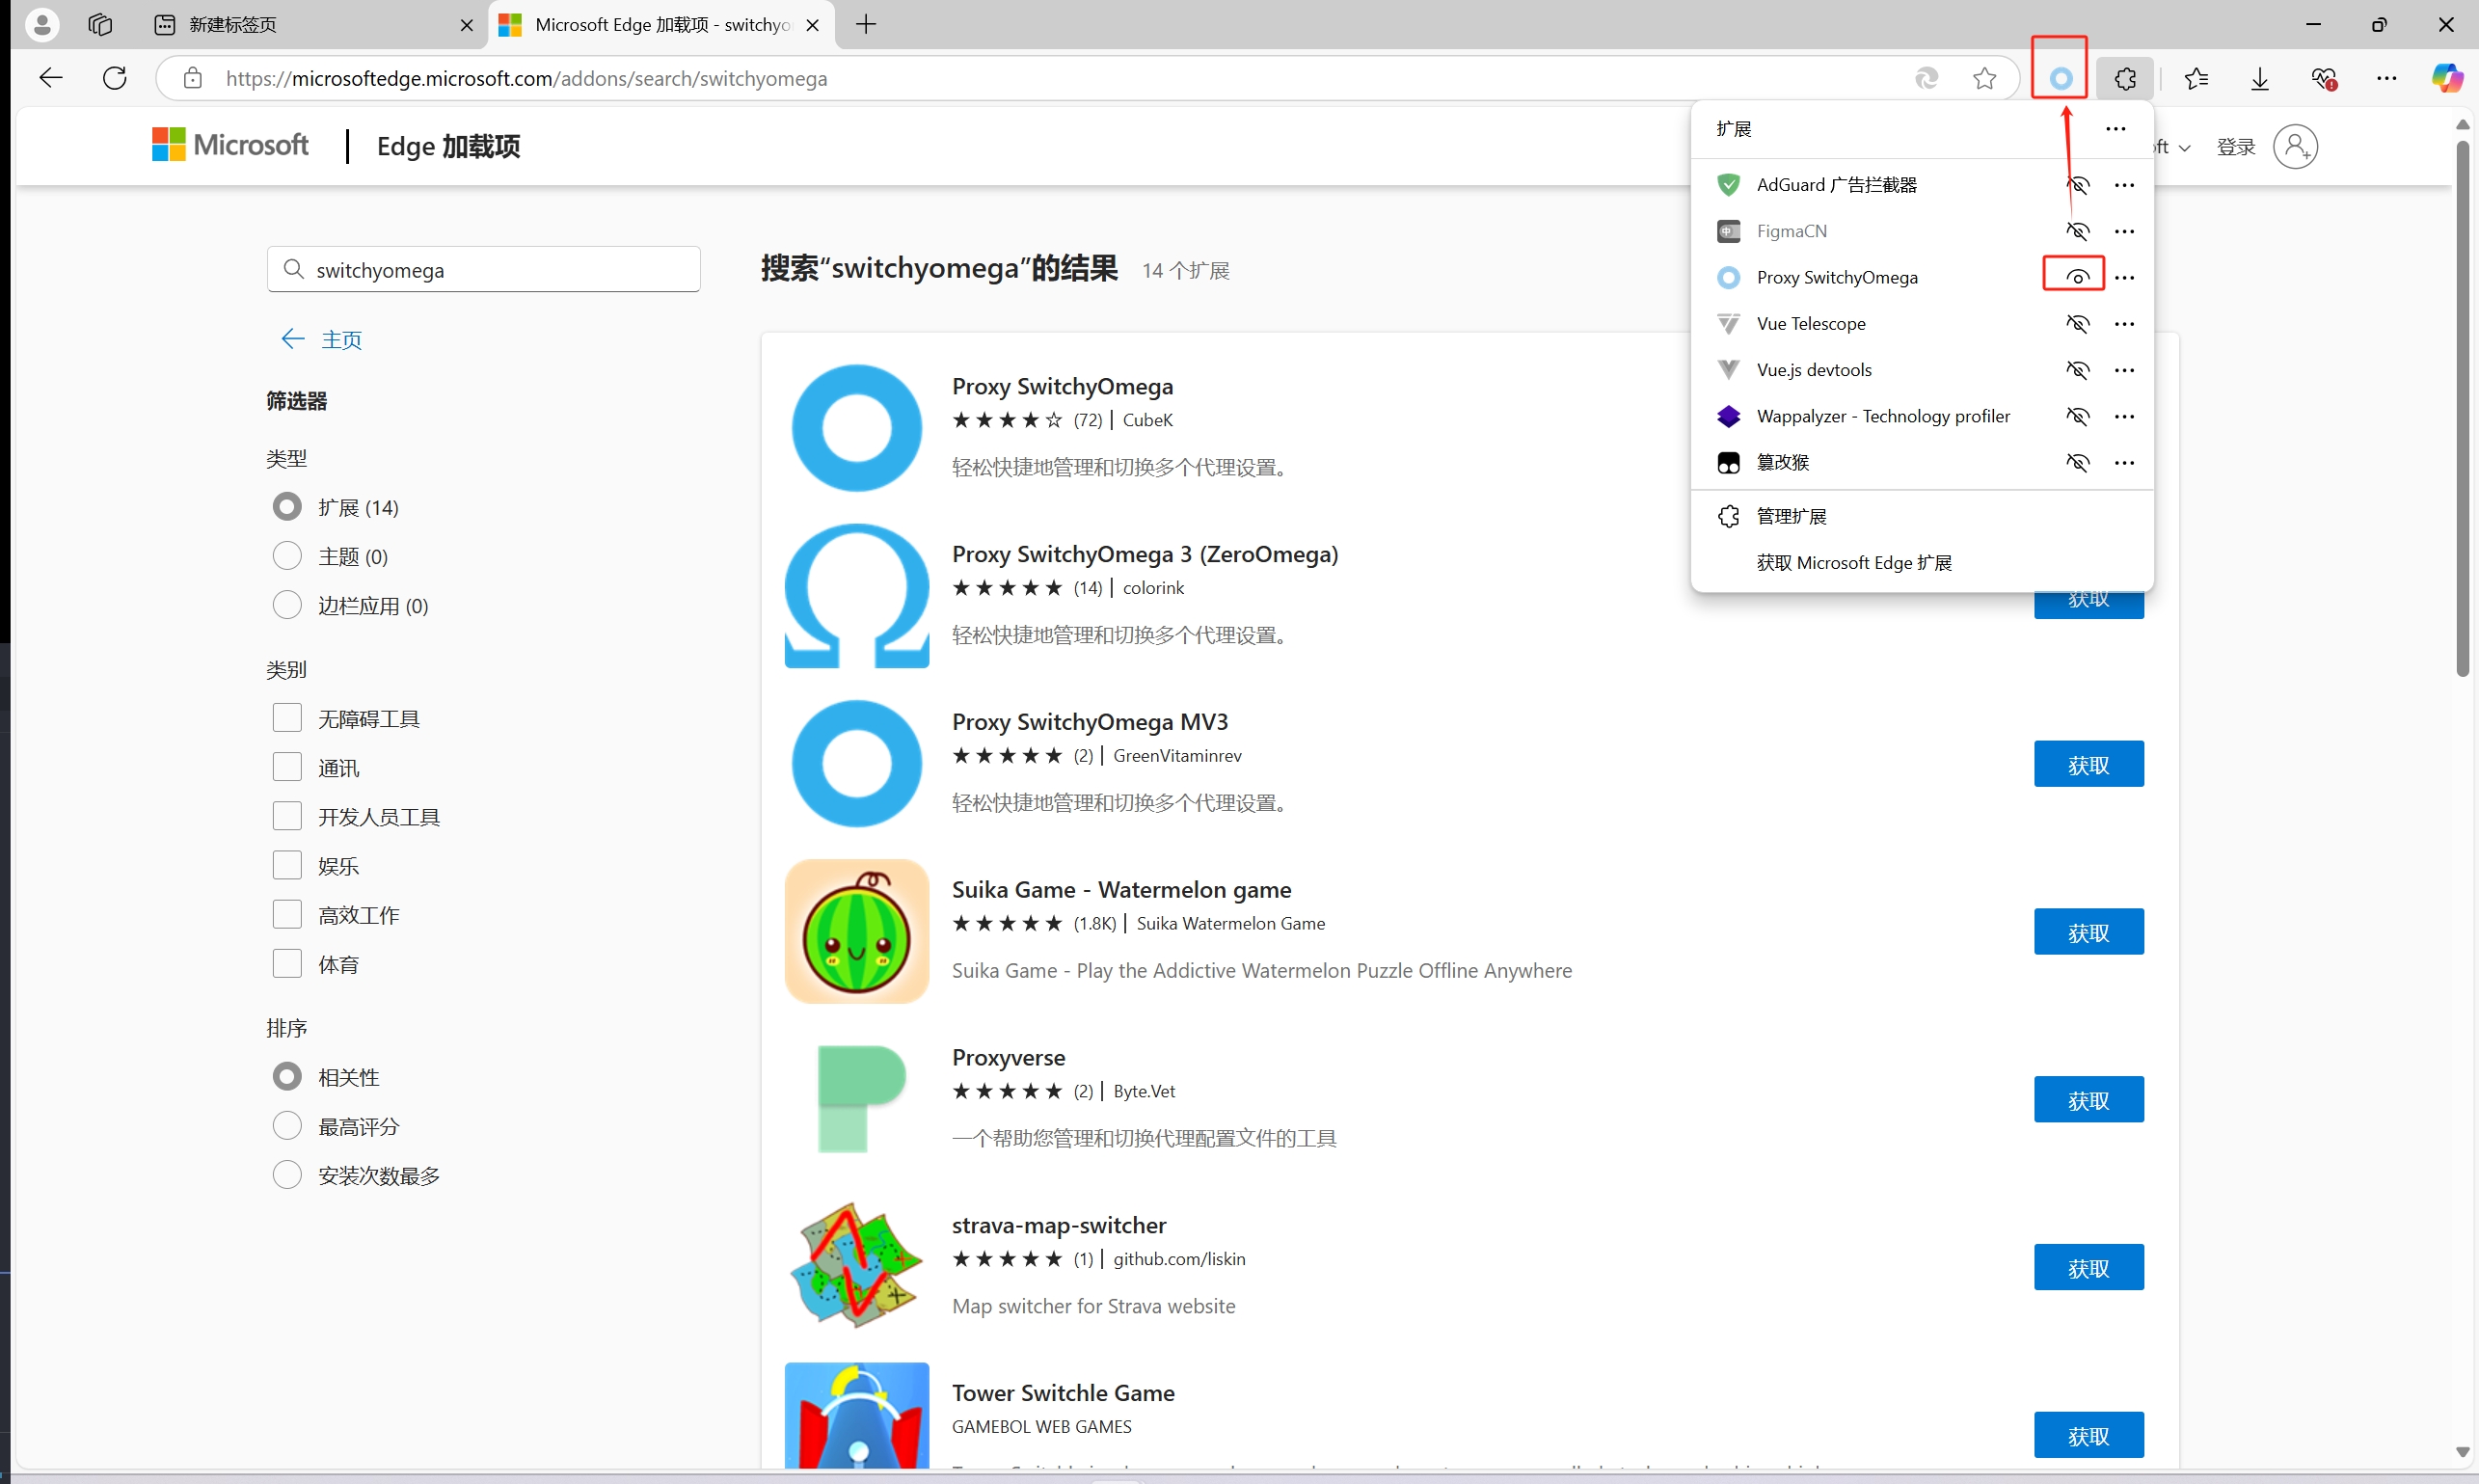 新建标签页
Microsoft Edge 加载项 - switchyo
https://microsoftedge.microsoft.com/addons/search/switchyomega
Microsoft
Edge 加载项
oft
登录
扩展
AdGuard 广告拦截器
中
FigmaCN
Proxy SwitchyOmega
Vue Telescope
Vue.js devtools
Wappalyzer - Technology profiler
篡改猴
管理扩展
获取 Microsoft Edge 扩展
switchyomega
主页
筛选器
类型
扩展 (14)
主题 (0)
边栏应用 (0)
类别
无障碍工具
通讯
开发人员工具
娱乐
高效工作
体育
排序
相关性
最高评分
安装次数最多
搜索“switchyomega”的结果
14 个扩展
Proxy SwitchyOmega
(72) | CubeK
轻松快捷地管理和切换多个代理设置。
Proxy SwitchyOmega 3 (ZeroOmega)
(14) | colorink
轻松快捷地管理和切换多个代理设置。
获取
Proxy SwitchyOmega MV3
(2) | GreenVitaminrev
轻松快捷地管理和切换多个代理设置。
获取
Suika Game - Watermelon game
(1.8K) | Suika Watermelon Game
Suika Game - Play the Addictive Watermelon Puzzle Offline Anywhere
获取
Proxyverse
(2) | Byte.Vet
一个帮助您管理和切换代理配置文件的工具
获取
strava-map-switcher
(1) | github.com/liskin
Map switcher for Strava website
获取
Tower Switchle Game
GAMEBOL WEB GAMES
获取